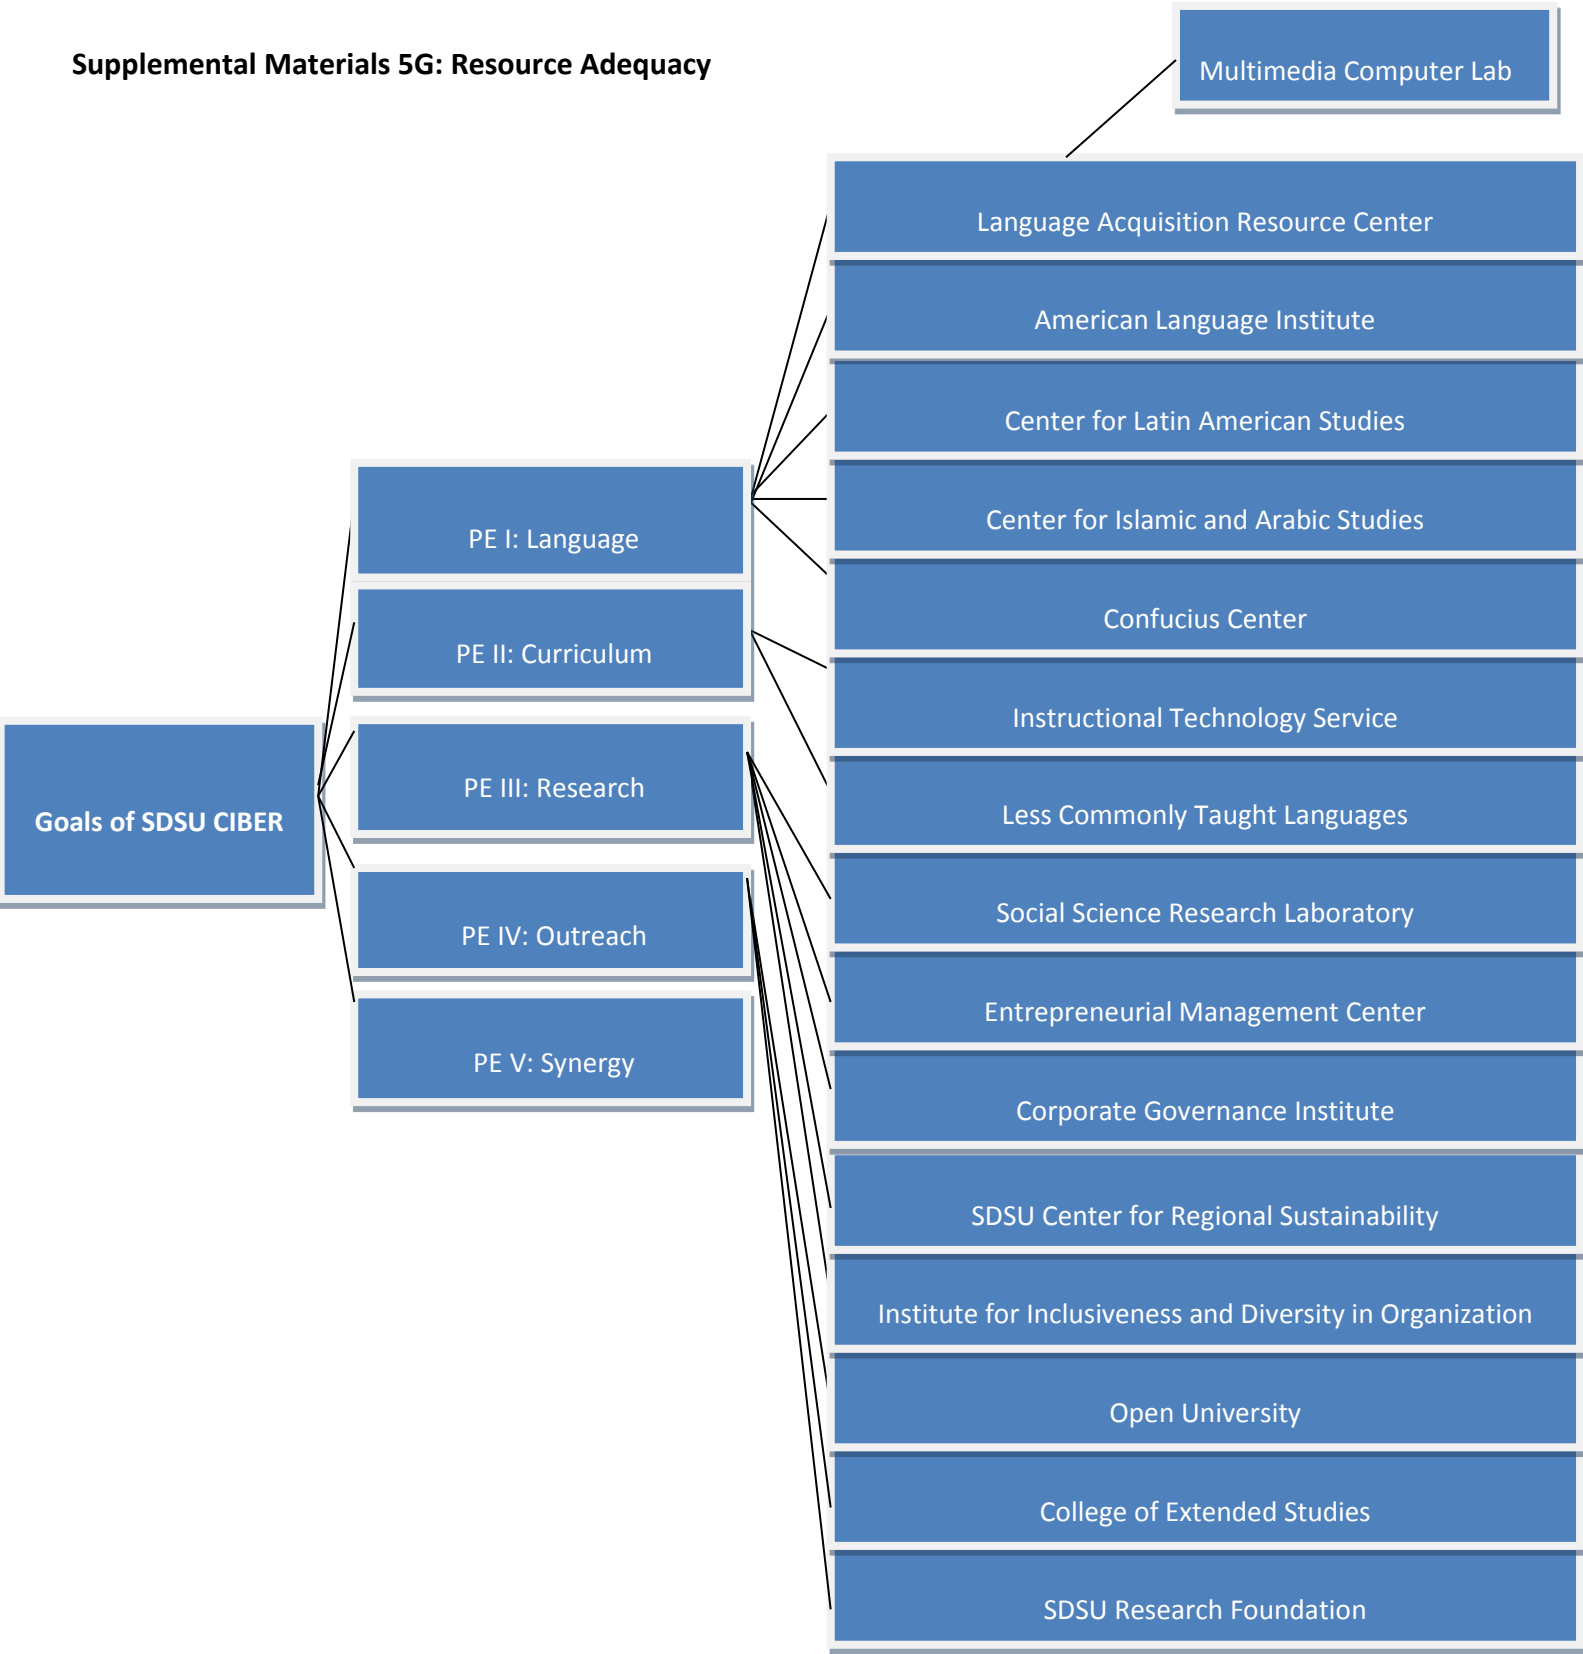 Supplemental Materials 5G: Resource Adequacy
Multimedia Computer Lab
Language Acquisition Resource Center
American Language Institute
Center for Latin American Studies
Center for Islamic and Arabic Studies
Confucius Center
Instructional Technology Service
Less Commonly Taught Languages
Social Science Research Laboratory
Entrepreneurial Management Center
Corporate Governance Institute
SDSU Center for Regional Sustainability
Institute for Inclusiveness and Diversity in Organization
Open University
College of Extended Studies
SDSU Research Foundation
PE I: Language
PE II: Curriculum
PE III: Research
PE IV: Outreach
PE V: Synergy
Goals of SDSU CIBER